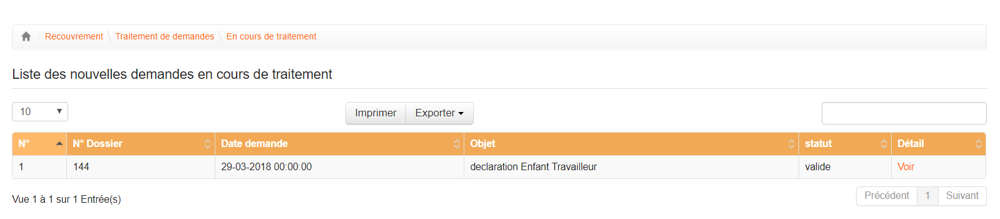 Recouvrement Traitement de demandes En cours de traitement
Liste des nouvelles demandes en cours de traitement
10 Imprimer Exporter
N° N° Dossier Date demande Objet statut Détail
1 144 29-03-2018 00:00:00 declaration Enfant Travailleur valide Voir
Vue 1 à 1 sur 1 Entrée(s) Précédent 1 Suivant